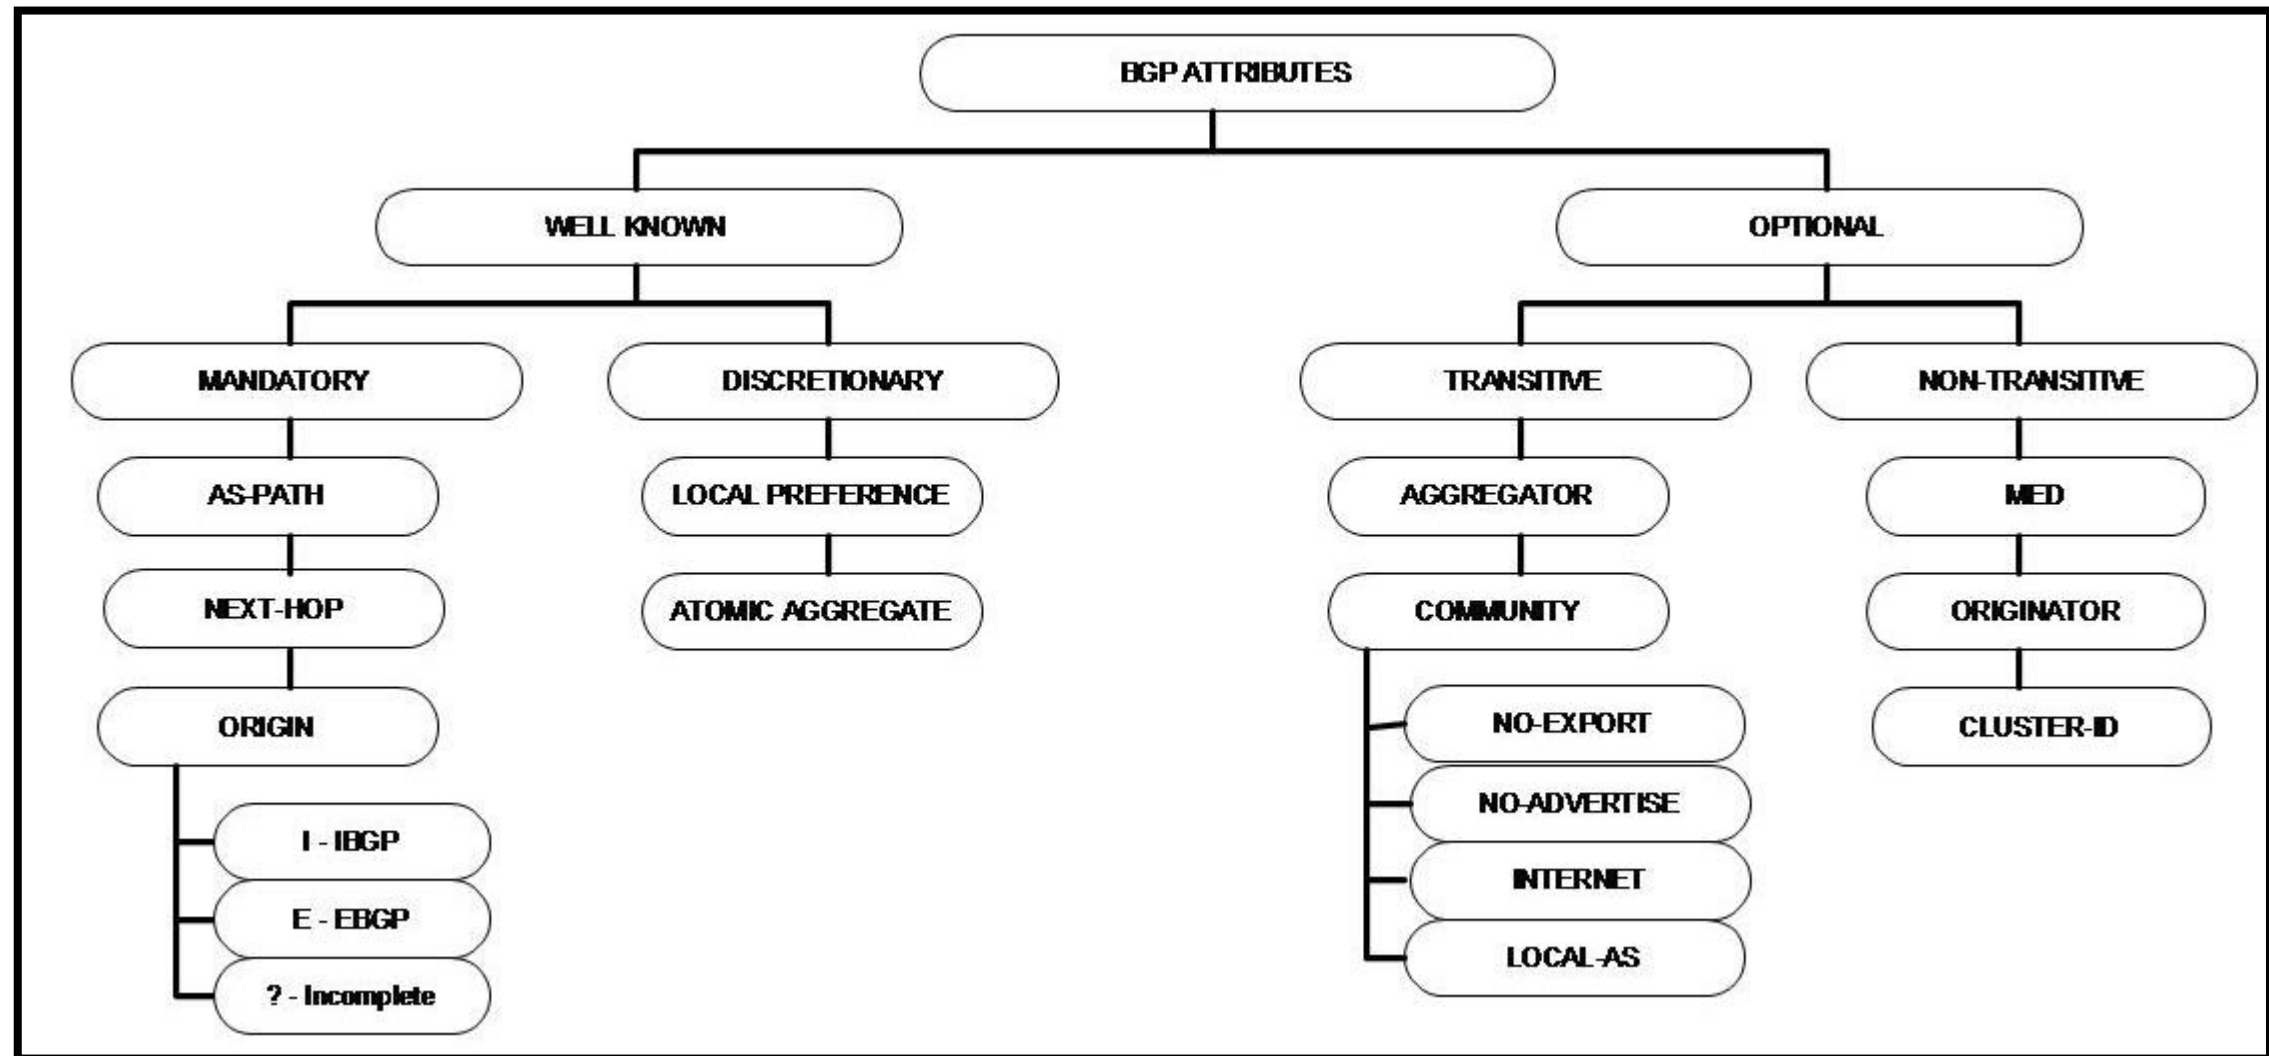 BGP ATTRIBUTES
WELL KNOWN
OPTIONAL
MANDATORY
DISCRETIONARY
TRANSITIVE
NON-TRANSITIVE
AS-PATH
LOCAL PREFERENCE
AGGREGATOR
MED
NEXT-HOP
ATOMIC AGGREGATE
COMMUNITY
ORIGINATOR
ORIGIN
NO-EXPORT
CLUSTER-ID
NO-ADVERTISE
I - IBGP
INTERNET
E - EBGP
LOCAL-AS
? - Incomplete